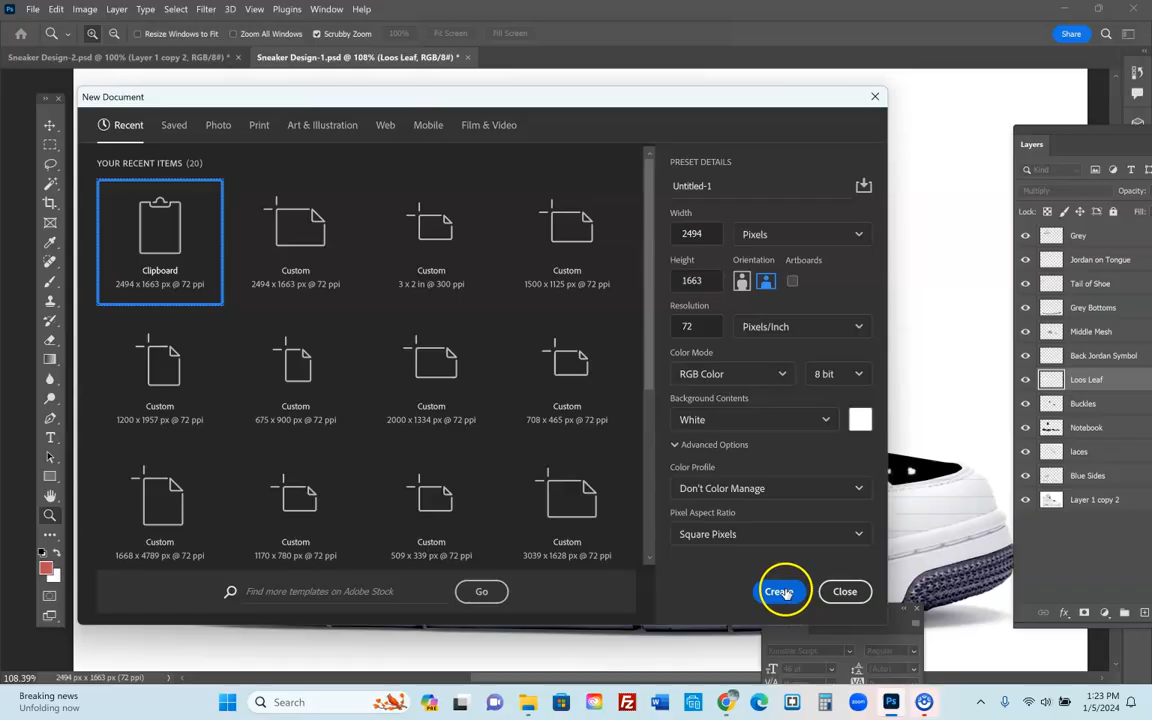 Ps File Edit Image Layer Type Select Filter 3D View Plugins Window Help
Resize Windows to Fit Zoom All Windows Scrubby Zoom 100% Fit Screen Fill Screen Share
Sneaker Design-2.psd @ 100% (Layer 1 copy 2, RGB/8#) * × Sneaker Design-1.psd @ 108% (Loos Leaf, RGB/8#) * ×
New Document
Recent Saved Photo Print Art & Illustration Web Mobile Film & Video
YOUR RECENT ITEMS (20)
Clipboard
2494 x 1663 px @ 72 ppi
Custom
2494 x 1663 px @ 72 ppi
Custom
3 x 2 in @ 300 ppi
Custom
1500 x 1125 px @ 72 ppi
Custom
1200 x 1957 px @ 72 ppi
Custom
675 x 900 px @ 72 ppi
Custom
2000 x 1334 px @ 72 ppi
Custom
708 x 465 px @ 72 ppi
Custom
1668 x 4789 px @ 72 ppi
Custom
1170 x 780 px @ 72 ppi
Custom
509 x 339 px @ 72 ppi
Custom
3039 x 1628 px @ 72 ppi
Find more templates on Adobe Stock Go
PRESET DETAILS
Untitled-1
Width
2494 Pixels
Height Orientation Artboards
1663
Resolution
72 Pixels/Inch
Color Mode
RGB Color 8 bit
Background Contents
White
Advanced Options
Color Profile
Don't Color Manage
Pixel Aspect Ratio
Square Pixels
Create Close
Layers
Kind
Multiply Opacity:
Lock: Fill:
Grey
Jordan on Tongue
Tail of Shoe
Grey Bottoms
Middle Mesh
Back Jordan Symbol
Loos Leaf
Buckles
Notebook
laces
Blue Sides
Layer 1 copy 2
Regular
(Auto)
108.39% 2494 px x 1663 px (72 ppi)
Breaking news
Unfolding now
Search
zoom
Ps
1:23 PM
1/5/2024